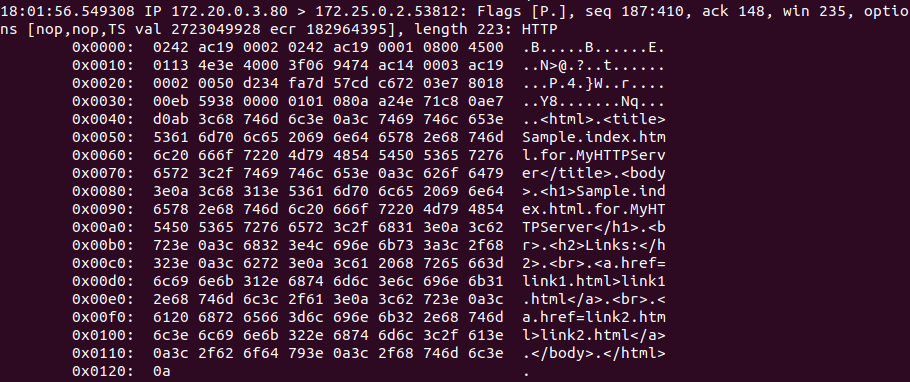 18:01:56.549308 IP 172.20.0.3.80 > 172.25.0.2.53812: Flags [P.], seq 187:410, ack 148, win 235, optio
ns [nop,nop,TS val 2723049928 ecr 182964395], length 223: HTTP
0x0000: 0242 ac19 0002 0242 ac19 0001 0800 4500 .B.....B......E.
0x0010: 0113 4e3e 4000 3f06 9474 ac14 0003 ac19 ..N>@.?..t......
0x0020: 0002 0050 d234 fa7d 57cd c672 03e7 8018 ...P.4.}W..r....
0x0030: 00eb 5938 0000 0101 080a a24e 71c8 0ae7 ..Y8.......Nq...
0x0040: d0ab 3c68 746d 6c3e 0a3c 7469 746c 653e ..<html>.<title>
0x0050: 5361 6d70 6c65 2069 6e64 6578 2e68 746d Sample.index.htm
0x0060: 6c20 666f 7220 4d79 4854 5450 5365 7276 l.for.MyHTTPServ
0x0070: 6572 3c2f 7469 746c 653e 0a3c 626f 6479 er</title>.<body
0x0080: 3e0a 3c68 313e 5361 6d70 6c65 2069 6e64 >.<h1>Sample.ind
0x0090: 6578 2e68 746d 6c20 666f 7220 4d79 4854 ex.html.for.MyHT
0x00a0: 5450 5365 7276 6572 3c2f 6831 3e0a 3c62 TPServer</h1>.<b
0x00b0: 723e 0a3c 6832 3e4c 696e 6b73 3a3c 2f68 r>.<h2>Links:</h
0x00c0: 323e 0a3c 6272 3e0a 3c61 2068 7265 663d 2>.<br>.<a.href=
0x00d0: 6c69 6e6b 312e 6874 6d6c 3e6c 696e 6b31 link1.html>link1
0x00e0: 2e68 746d 6c3c 2f61 3e0a 3c62 723e 0a3c .html</a>.<br>.<
0x00f0: 6120 6872 6566 3d6c 696e 6b32 2e68 746d a.href=link2.htm
0x0100: 6c3e 6c69 6e6b 322e 6874 6d6c 3c2f 613e l>link2.html</a>
0x0110: 0a3c 2f62 6f64 793e 0a3c 2f68 746d 6c3e .</body>.</html>
0x0120: 0a .